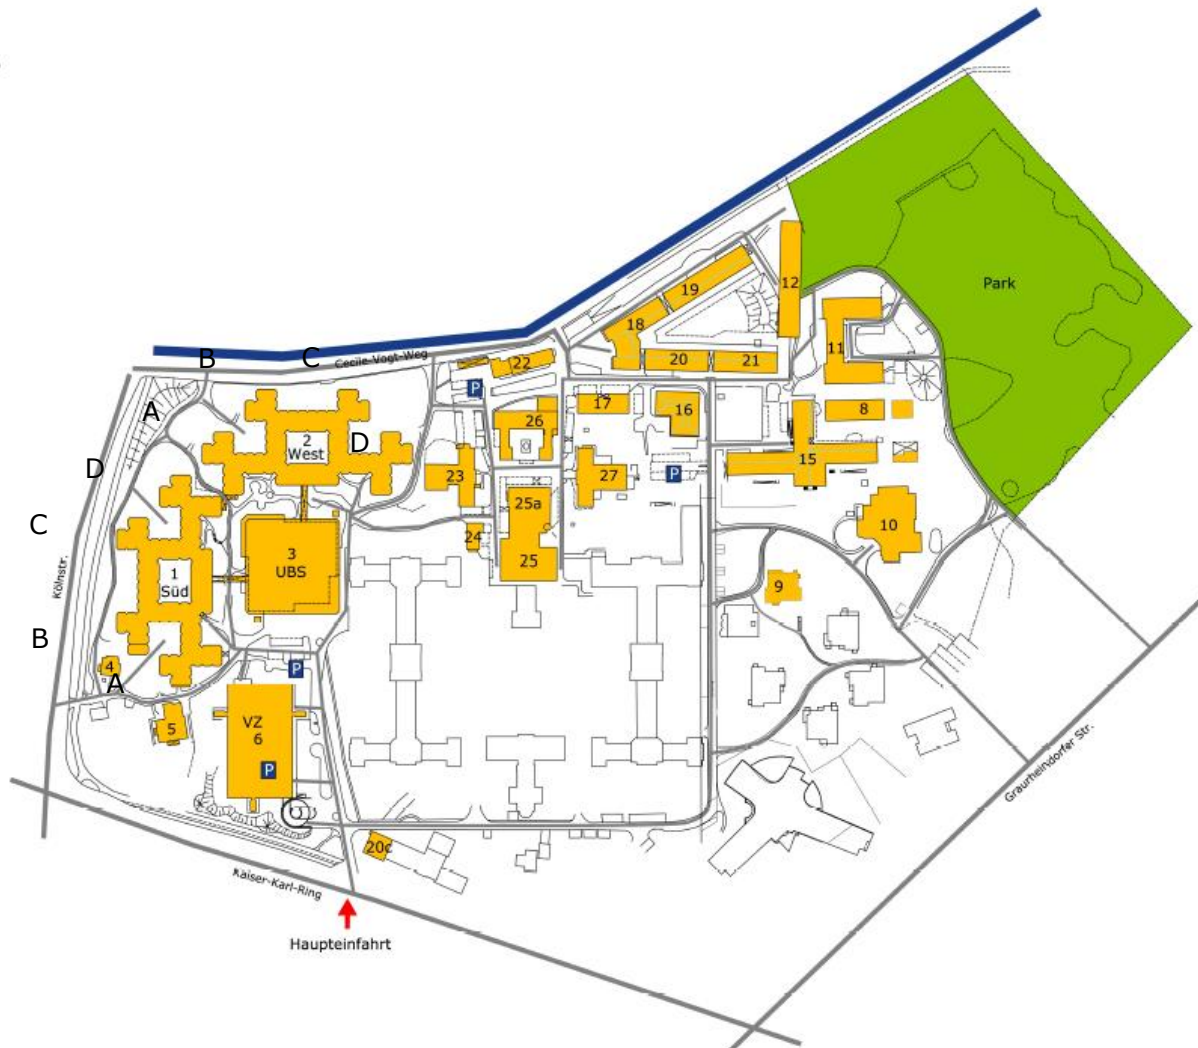 Park
12
19
18
11
20
21
B
C
Cecile-Vogt-Weg
22
P
17
16
8
A
26
2
West
D
15
D
23
27
P
25a
10
C
24
3
UBS
25
1
Süd
9
Kölnstr.
B
4
P
A
5
VZ
6
P
Graurheindorfer Str.
20c
Kaiser-Karl-Ring
Haupteinfahrt